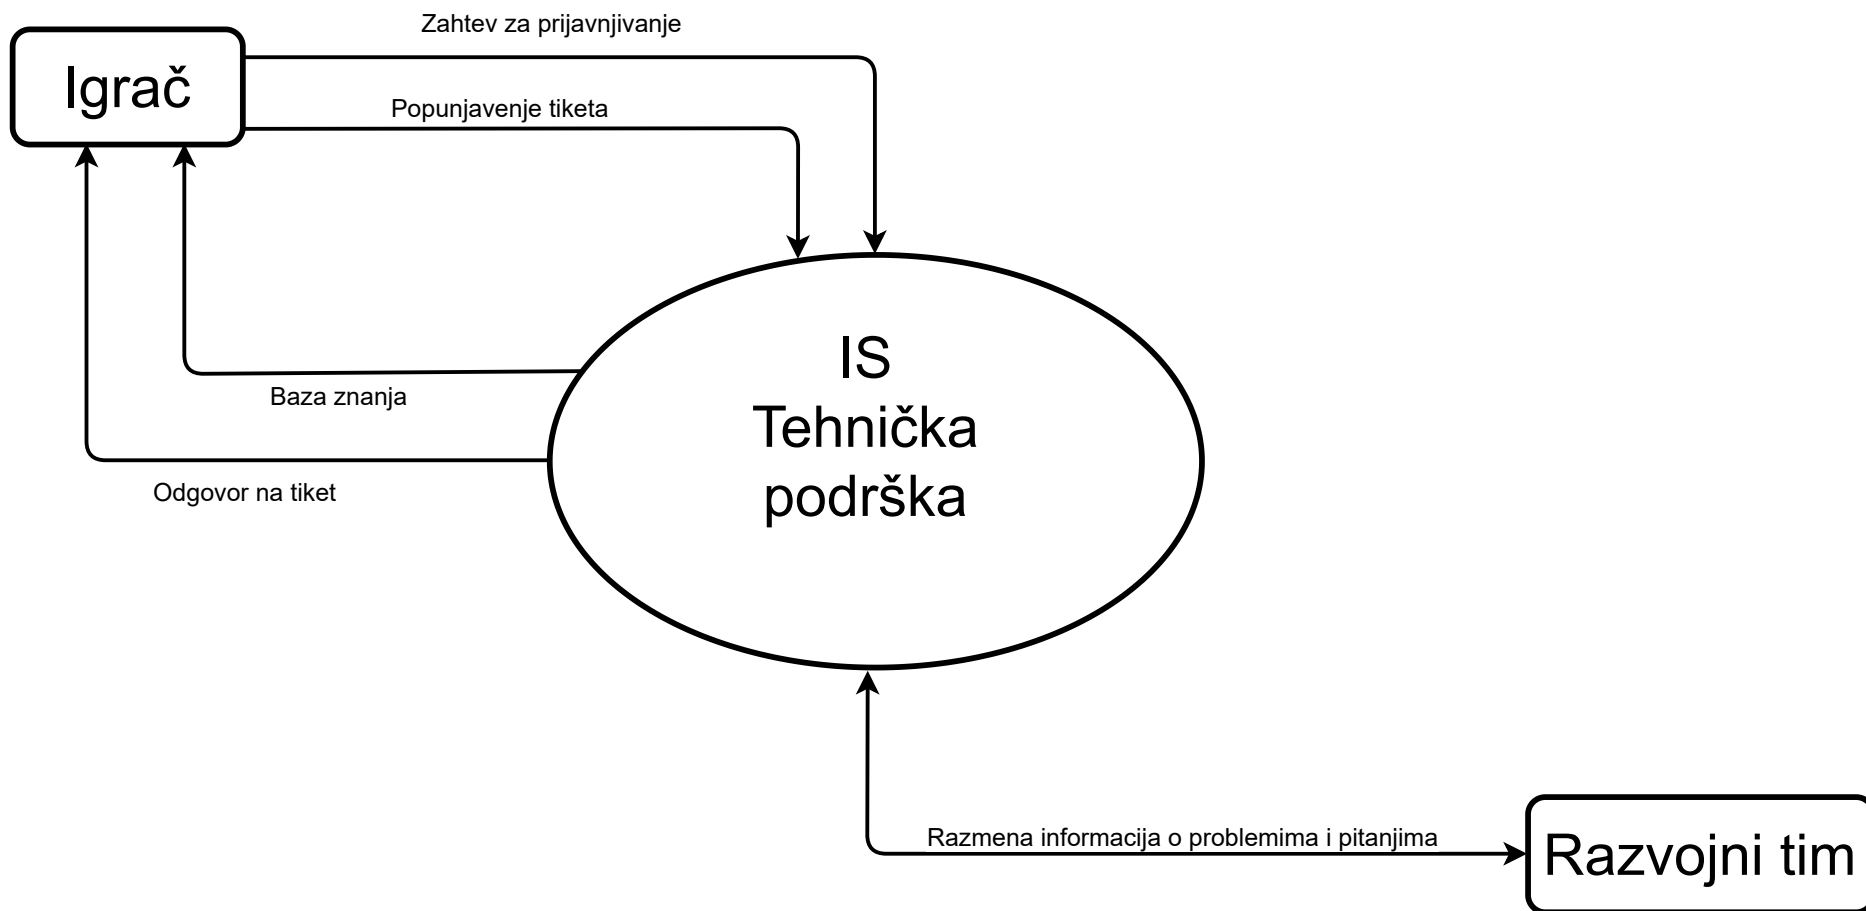 Zahtev za prijavnjivanje
Igrač
Popunjavenje tiketa
IS
Tehnička
podrška
Baza znanja
Odgovor na tiket
Razmena informacija o problemima i pitanjima
Razvojni tim